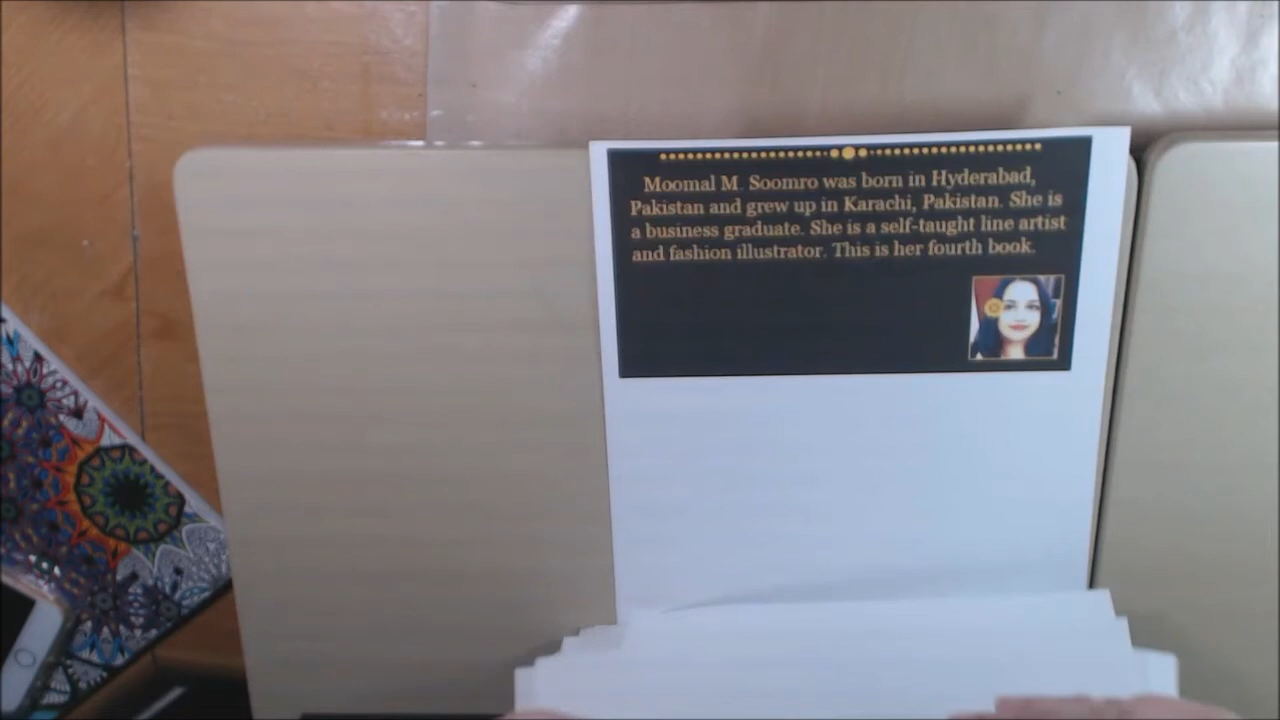 Moomal M. Soomro was born in Hyderabad,
Pakistan and grew up in Karachi, Pakistan. She is
a business graduate. She is a self-taught line artist
and fashion illustrator. This is her fourth book.